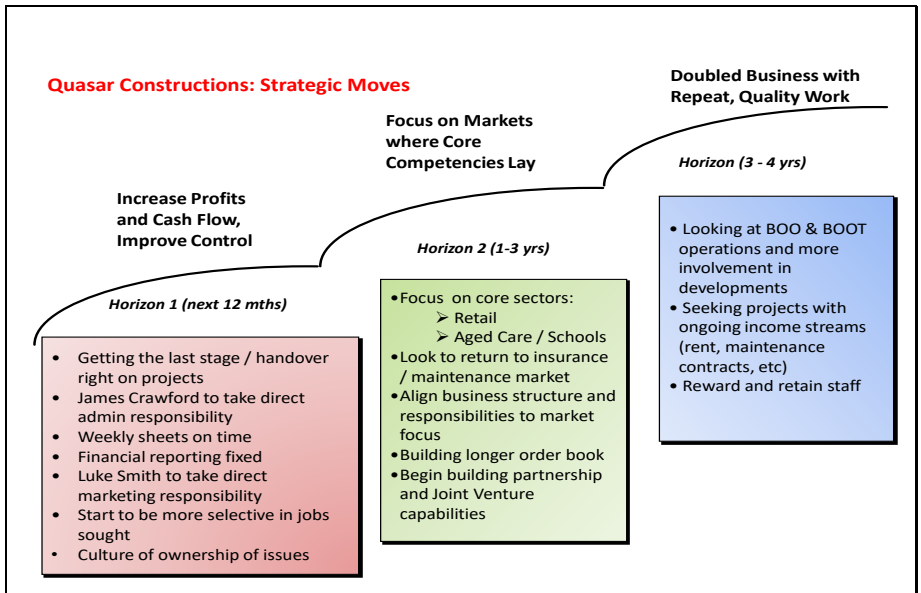 Quasar Constructions: Strategic Moves
Increase Profits
and Cash Flow,
Improve Control
Horizon 1 (next 12 mths)
• Getting the last stage / handover
right on projects
• James Crawford to take direct
admin responsibility
• Weekly sheets on time
• Financial reporting fixed
• Luke Smith to take direct
marketing responsibility
• Start to be more selective in jobs
sought
• Culture of ownership of issues
Focus on Markets
where Core
Competencies Lay
Horizon 2 (1-3 yrs)
• Focus on core sectors:
➢ Retail
➢ Aged Care / Schools
• Look to return to insurance
/ maintenance market
• Align business structure and
responsibilities to market
focus
• Building longer order book
• Begin building partnership
and Joint Venture
capabilities
Doubled Business with
Repeat, Quality Work
Horizon (3 - 4 yrs)
• Looking at BOO & BOOT
operations and more
involvement in
developments
• Seeking projects with
ongoing income streams
(rent, maintenance
contracts, etc)
• Reward and retain staff